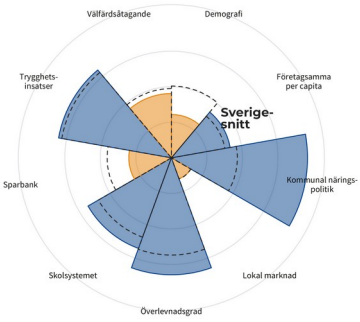 Välfärdsåtagande
Demografi
Trygghets-
insatser
Företagsamma
per capita
Sverige-
snitt
Sparbank
Kommunal närings-
politik
Skolsystemet
Lokal marknad
Överlevnadsgrad